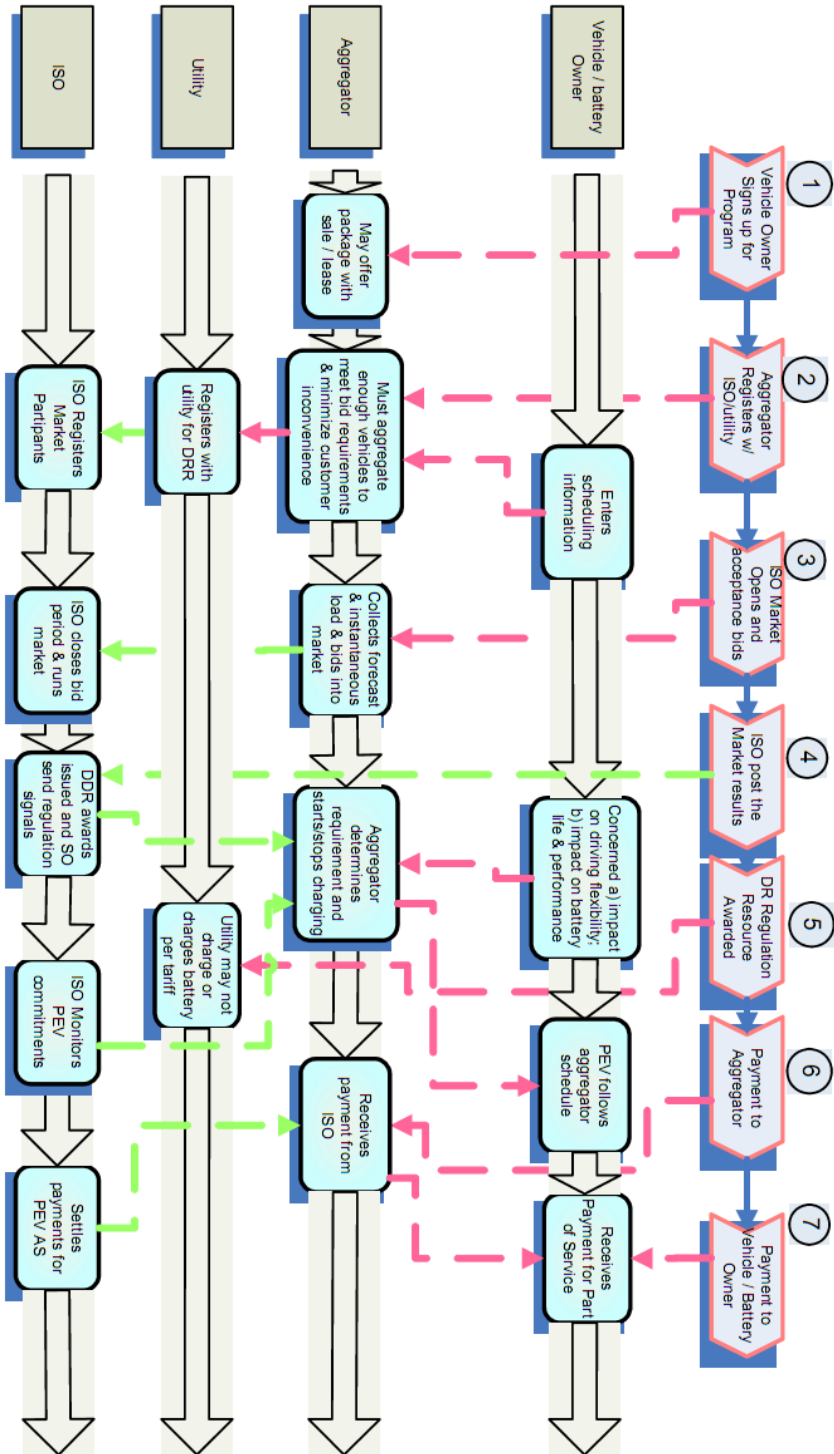 1
Vehicle Owner
Signs up for
Program
2
Aggregator
Registers w/
ISO/utility
3
ISO Market
Opens and
acceptance bids
4
ISO post the
Market results
5
DR Regulation
Resource
Awarded
6
Payment to
Aggregator
7
Payment to
Vehicle / Battery
Owner
Vehicle / battery
Owner
Enters
scheduling
information
Concerned a) impact
on driving flexibility;
b) impact on battery
life & performance
PEV follows
aggregator
schedule
Receives
Payment for Part
of Service
Aggregator
May offer
package with
sale / lease
Must aggregate
enough vehicles to
meet bid requirements
& minimize customer
inconvenience
Collects forecast
& instantaneous
load & bids into
market
Aggregator
determines
requirement and
starts/stops charging
Receives
payment from
ISO
Utility
Registers with
utility for DRR
Utility may not
charge or
charges battery
per tariff
ISO
ISO Registers
Market
Partipants
ISO closes bid
period & runs
market
DDR awards
issued and SO
send regulation
signals
ISO Monitors
PEV
commitments
Settles
payments for
PEV AS